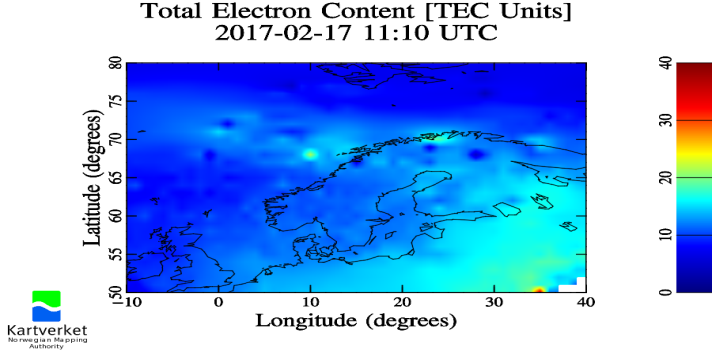 Total Electron Content [TEC Units]
2017-02-17 11:10 UTC
Latitude (degrees)
80
75
70
65
60
55
50
−10
0
10
20
30
40
Longitude (degrees)
40
30
20
10
0
Kartverket
Norwegian Mapping
Authority